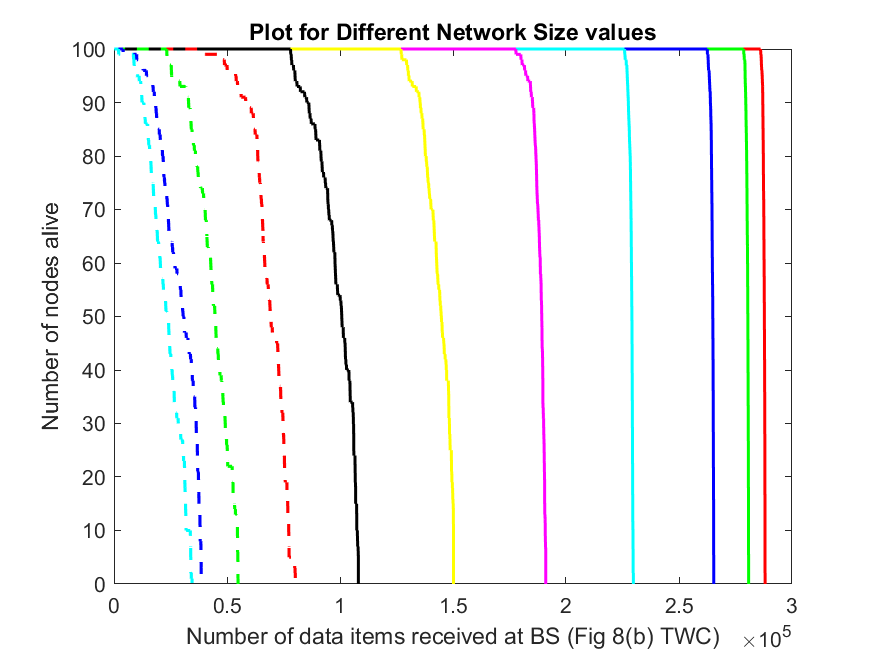 Plot for Different Network Size values
100
90
80
70
60
50
40
30
20
10
0
Number of nodes alive
0 0.5 1 1.5 2 2.5 3
Number of data items received at BS (Fig 8(b) TWC) ×10^5